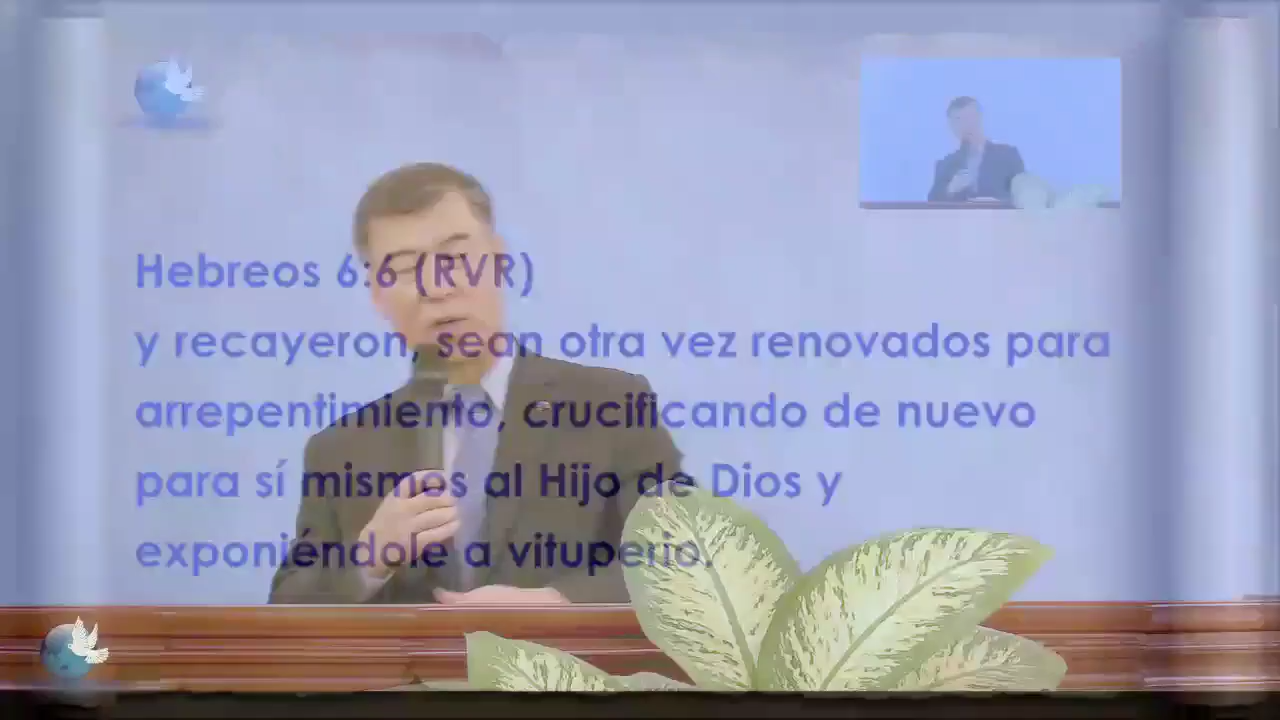 Hebreos 6:6 (RVR)
y recayeron, sean otra vez renovados para
arrepentimiento, crucificando de nuevo
para sí mismos al Hijo de Dios y
exponiéndole a vituperio.